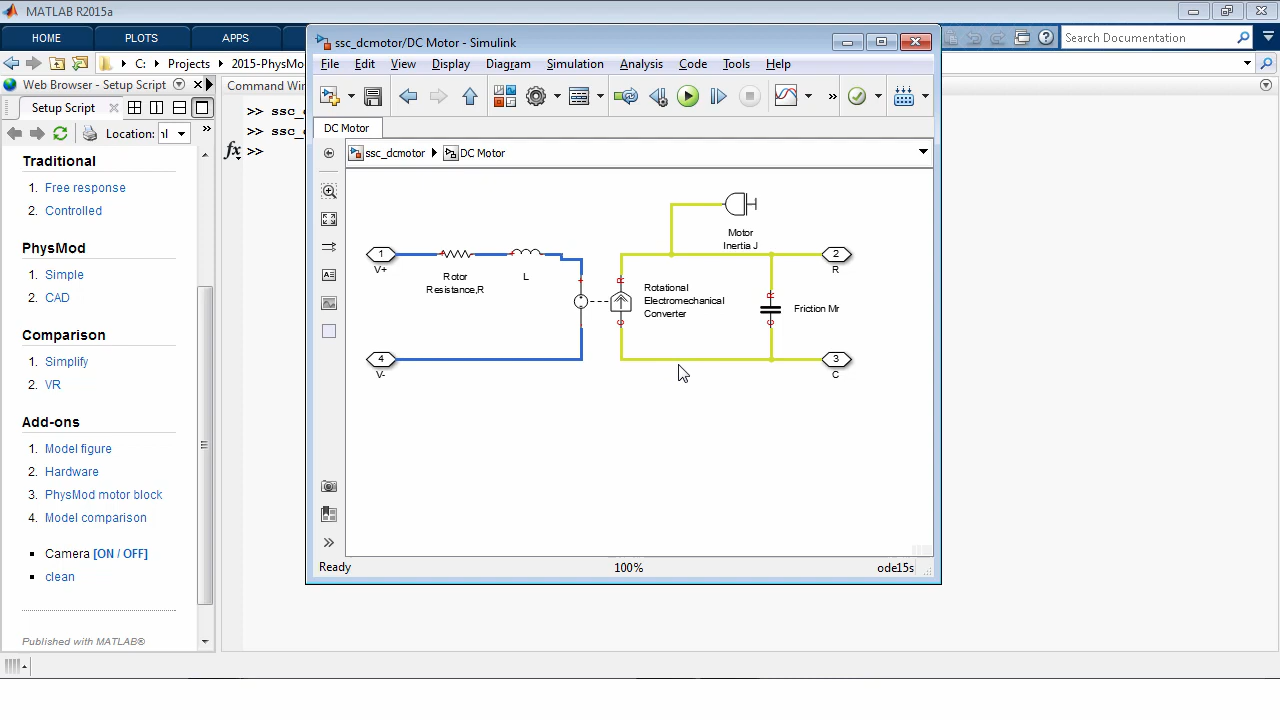 MATLAB R2015a
HOME
PLOTS
APPS
Search Documentation
C:
Projects
2015-PhysMo
Web Browser - Setup Script
Command Win
Setup Script
Location:
>> ssc_
>> ssc_
fx >>
Traditional
1. Free response
2. Controlled
PhysMod
1. Simple
2. CAD
Comparison
1. Simplify
2. VR
Add-ons
1. Model figure
2. Hardware
3. PhysMod motor block
4. Model comparison
Camera [ON / OFF]
clean
Published with MATLAB®
ssc_dcmotor/DC Motor - Simulink
File Edit View Display Diagram Simulation Analysis Code Tools Help
DC Motor
ssc_dcmotor DC Motor
Motor
Inertia J
1
V+
Rotor
Resistance,R
L
Rotational
Electromechanical
Converter
R
C
R
C
Friction Mr
2
R
4
V-
3
C
Ready
100%
ode15s